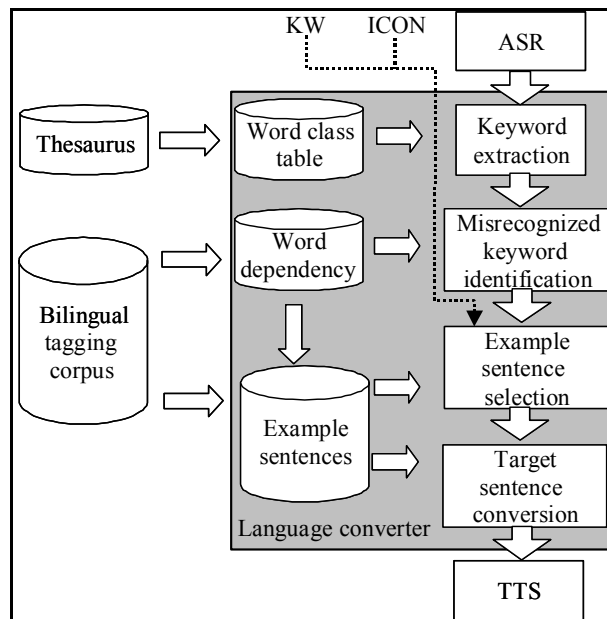 KW ICON
ASR
Thesaurus
Word class
table
Keyword
extraction
Word
dependency
Misrecognized
keyword
identification
Bilingual
tagging
corpus
Example
sentences
Example
sentence
selection
Target
sentence
conversion
Language converter
TTS